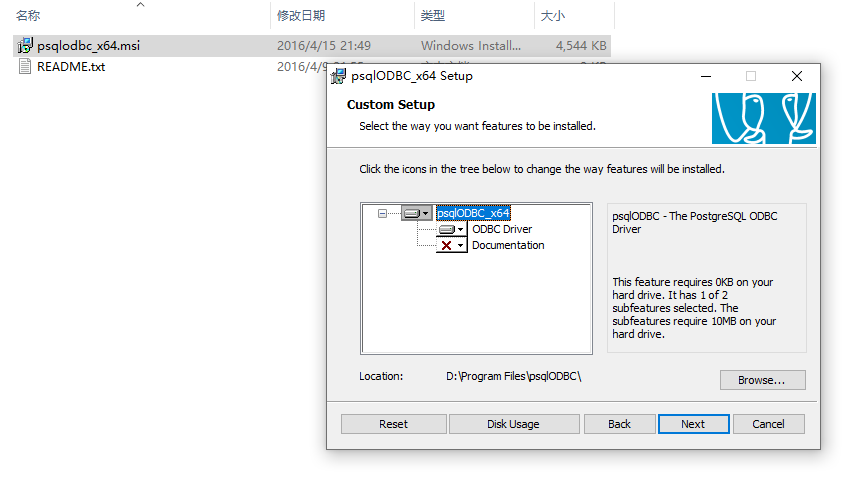 名称 修改日期 类型 大小
psqlodbc_x64.msi 2016/4/15 21:49 Windows Install... 4,544 KB
README.txt 2016/4/9
psqlODBC_x64 Setup
Custom Setup
Select the way you want features to be installed.
Click the icons in the tree below to change the way features will be installed.
psqlODBC_x64
ODBC Driver
Documentation
psqlODBC - The PostgreSQL ODBC
Driver
This feature requires 0KB on your
hard drive. It has 1 of 2
subfeatures selected. The
subfeatures require 10MB on your
hard drive.
Location: D:\Program Files\psqlODBC\
Browse...
Reset Disk Usage Back Next Cancel